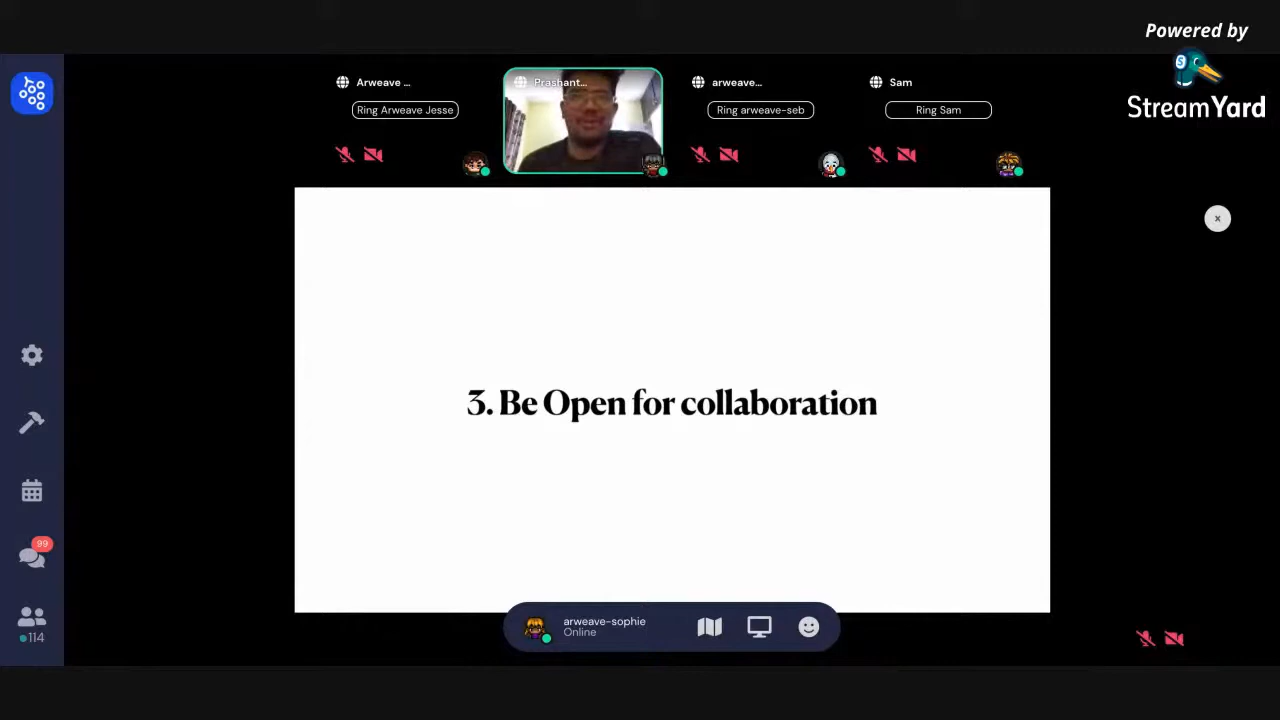 Powered by
StreamYard
Arweave ...
Prashant...
arweave...
Sam
Ring Arweave Jesse
Ring arweave-seb
Ring Sam
3. Be Open for collaboration
99
arweave-sophie
Online
114